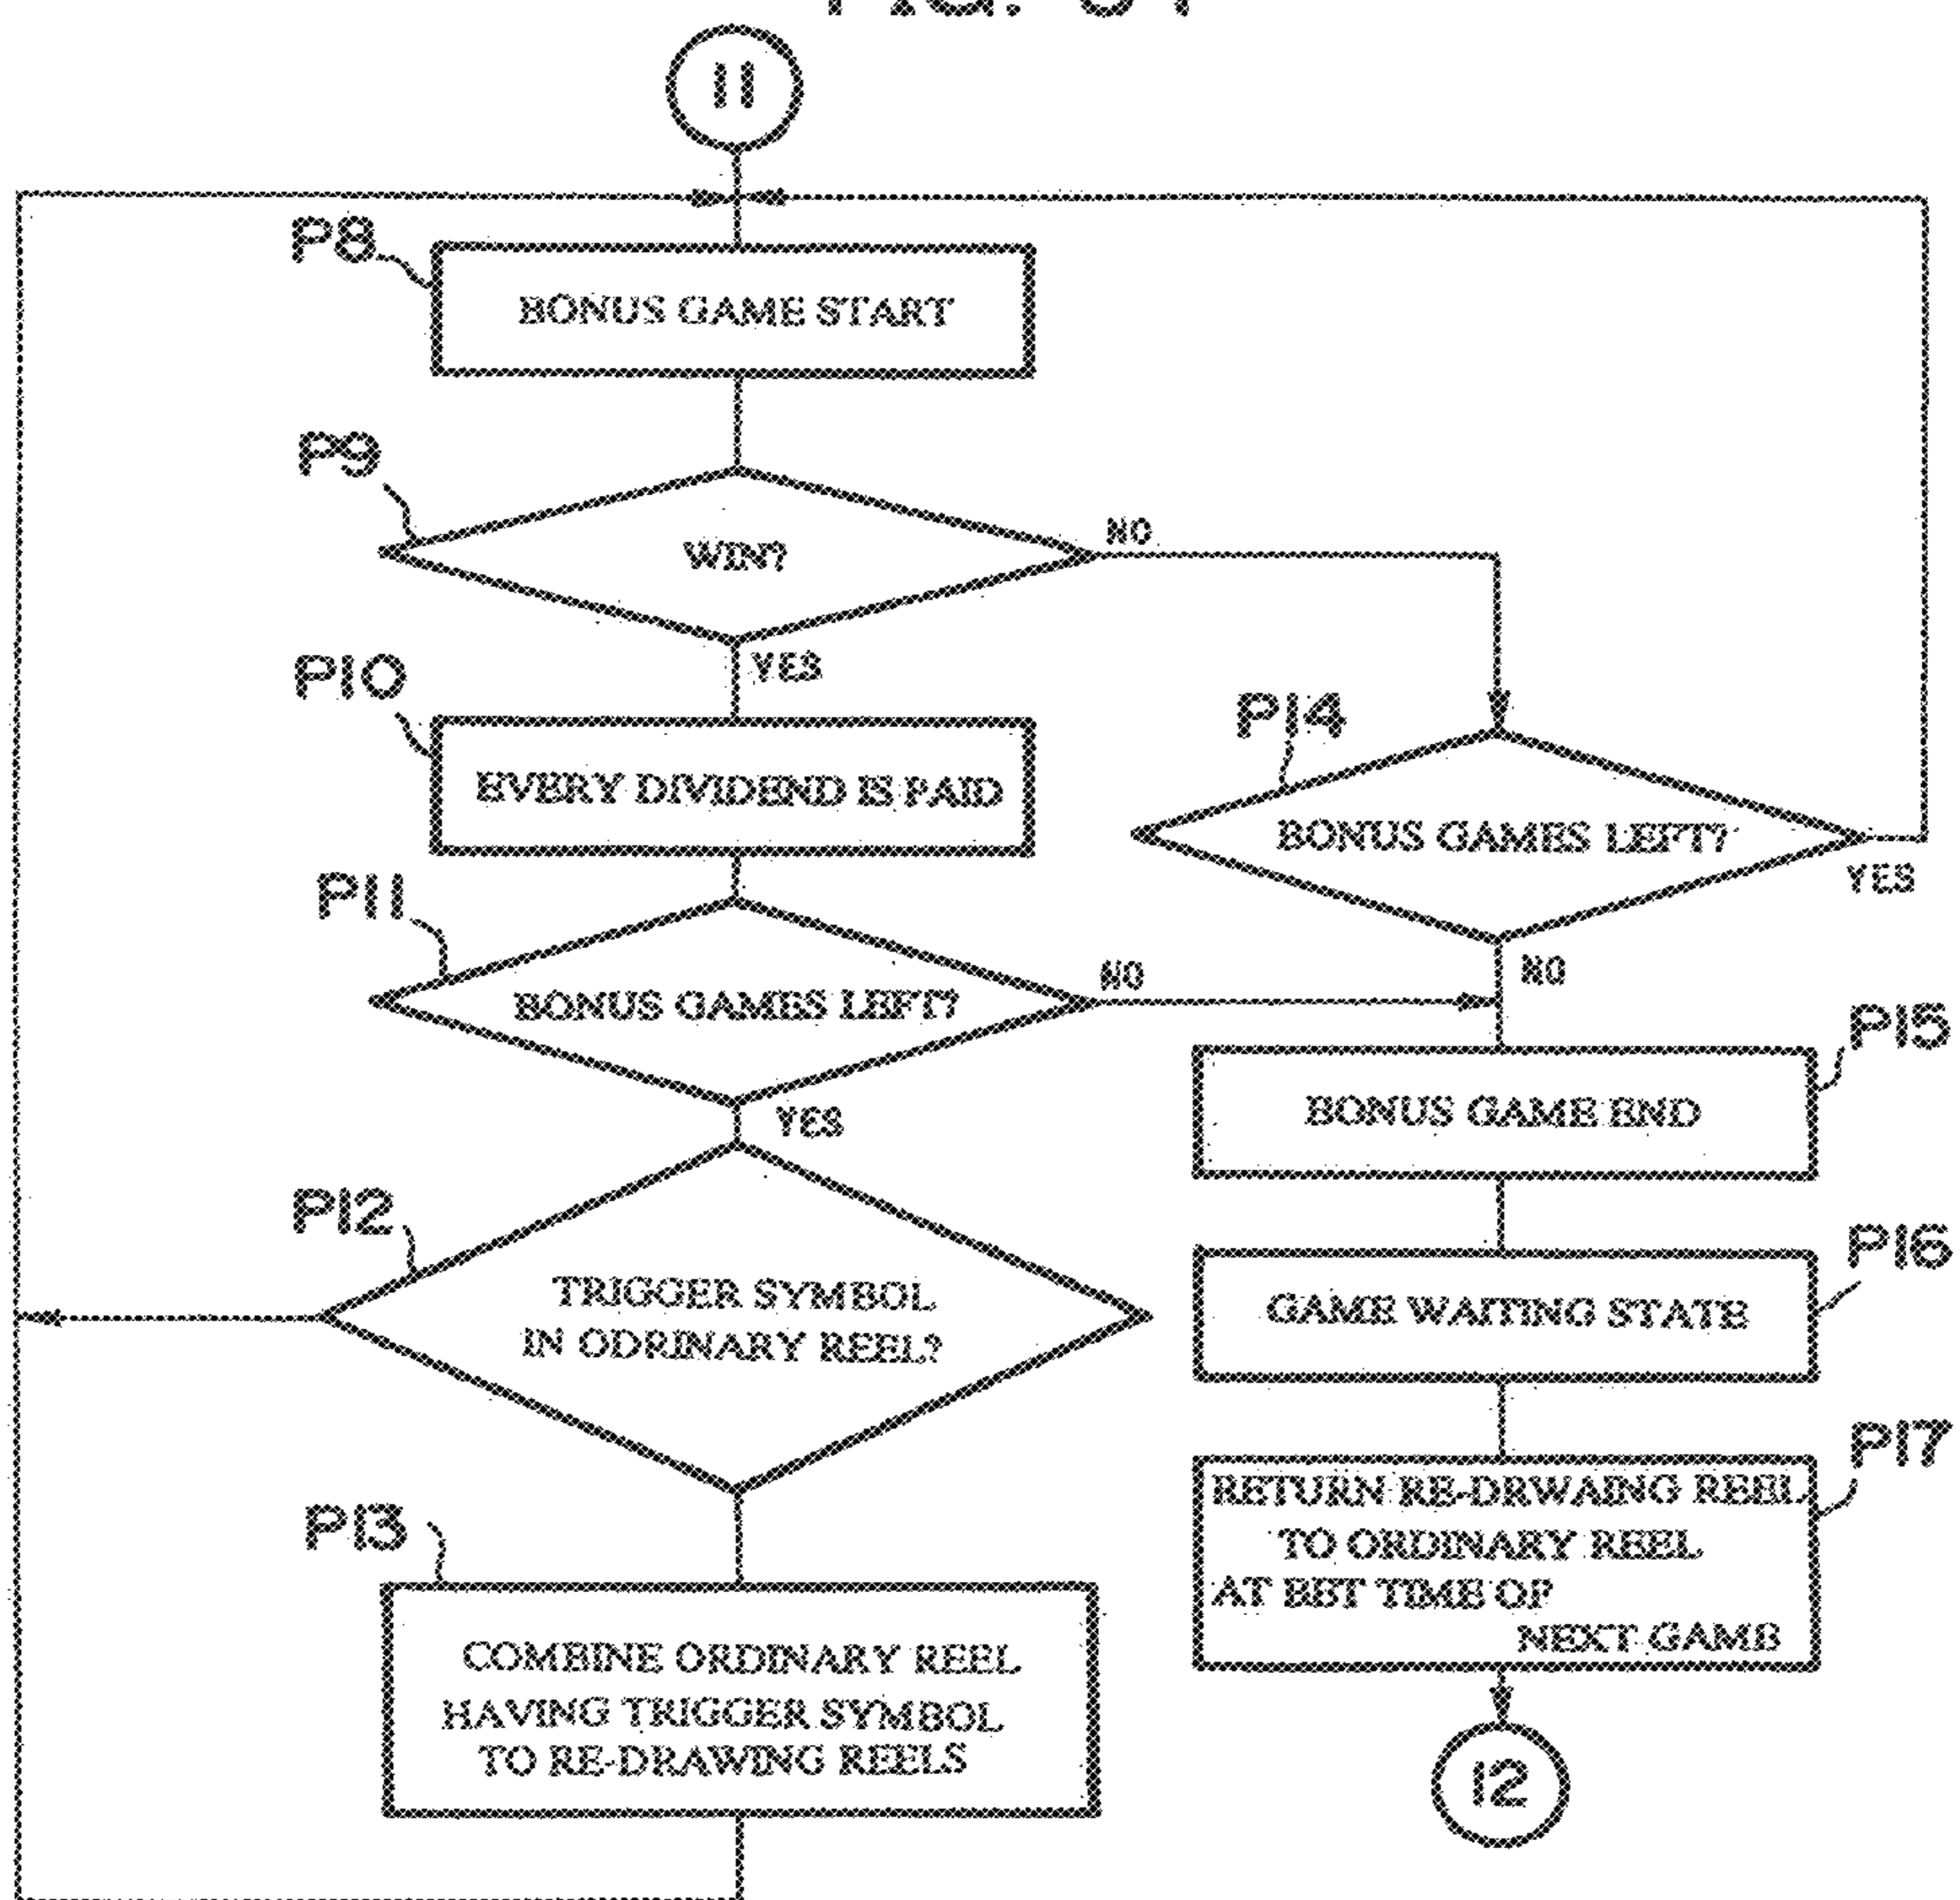 11
P8
BONUS GAME START
P9
WIN?
NO
YES
P10
EVERY DIVIDEND IS PAID
P14
BONUS GAMES LEFT?
YES
NO
P11
BONUS GAMES LEFT?
NO
YES
P15
BONUS GAME END
P12
TRIGGER SYMBOL
IN ODRINARY REEL?
P16
GAME WAITING STATE
P17
RETURN RE-DRWAING REEL
TO ORDINARY REEL
AT BET TIME OF
NEXT GAME
P13
COMBINE ORDINARY REEL
HAVING TRIGGER SYMBOL
TO RE-DRAWING REELS
12